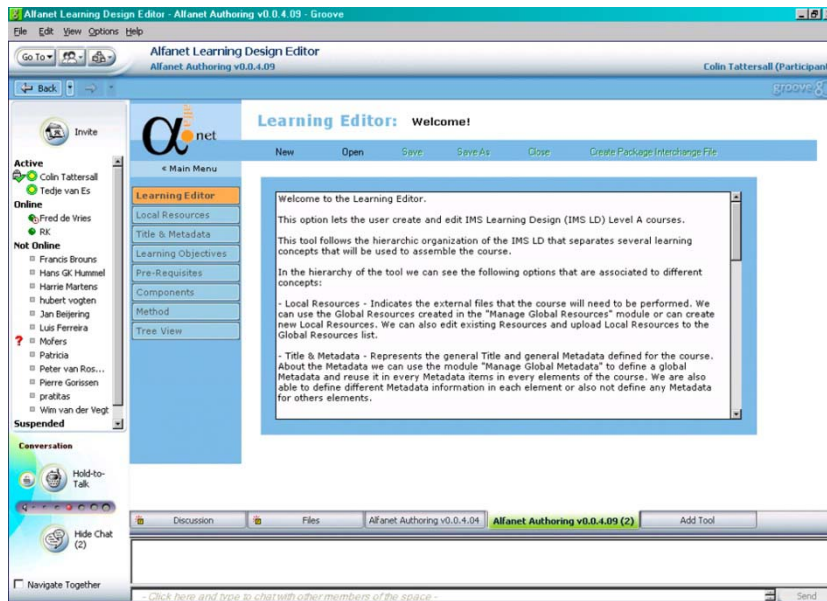 Alfanet Learning Design Editor - Alfanet Authoring v0.0.4.09 - Groove
File Edit View Options Help
Go To
Alfanet Learning Design Editor
Alfanet Authoring v0.0.4.09
Colin Tattersall (Participant
Back
groove
Invite
Active
Colin Tattersall
Tedje van Es
Online
Fred de Vries
RK
Not Online
Francis Brouns
Hans GK Hummel
Harrie Martens
hubert vogten
Jan Beijering
Luis Ferreira
? Mofers
Patricia
Peter van Ros...
Pierre Gorissen
pratitas
Wim van der Vegt
Suspended
Conversation
Hold-to-
Talk
Hide Chat
(2)
Navigate Together
α net
alfa
« Main Menu
Learning Editor
Local Resources
Title & Metadata
Learning Objectives
Pre-Requisites
Components
Method
Tree View
Learning Editor: Welcome!
New Open Save Save As Close Create Package Interchange File
Welcome to the Learning Editor.
This option lets the user create and edit IMS Learning Design (IMS LD) Level A courses.
This tool follows the hierarchic organization of the IMS LD that separates several learning
concepts that will be used to assemble the course.
In the hierarchy of the tool we can see the following options that are associated to different
concepts:
- Local Resources - Indicates the external files that the course will need to be performed. We
can use the Global Resources created in the "Manage Global Resources" module or can create
new Local Resources. We can also edit existing Resources and upload Local Resources to the
Global Resources list.
- Title & Metadata - Represents the general Title and general Metadata defined for the course.
About the Metadata we can use the module "Manage Global Metadata" to define a global
Metadata and reuse it in every Metadata items in every elements of the course. We are also
able to define different Metadata information in each element or also not define any Metadata
for others elements.
Discussion Files Alfanet Authoring v0.0.4.04 Alfanet Authoring v0.0.4.09 (2) Add Tool
- Click here and type to chat with other members of the space -
Send